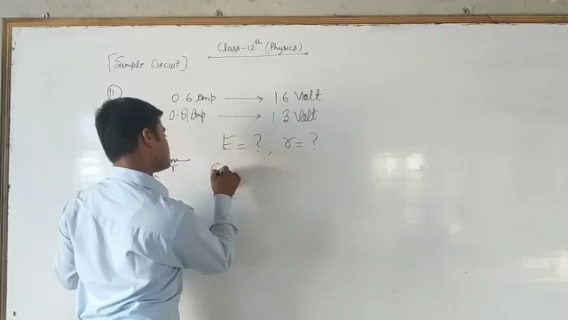 Class-12th (Physics)
[Simple Circuit]
0.6 Amp → 1.6 Volt
0.8 Amp → 1.3 Volt
E = ? , r = ?
r